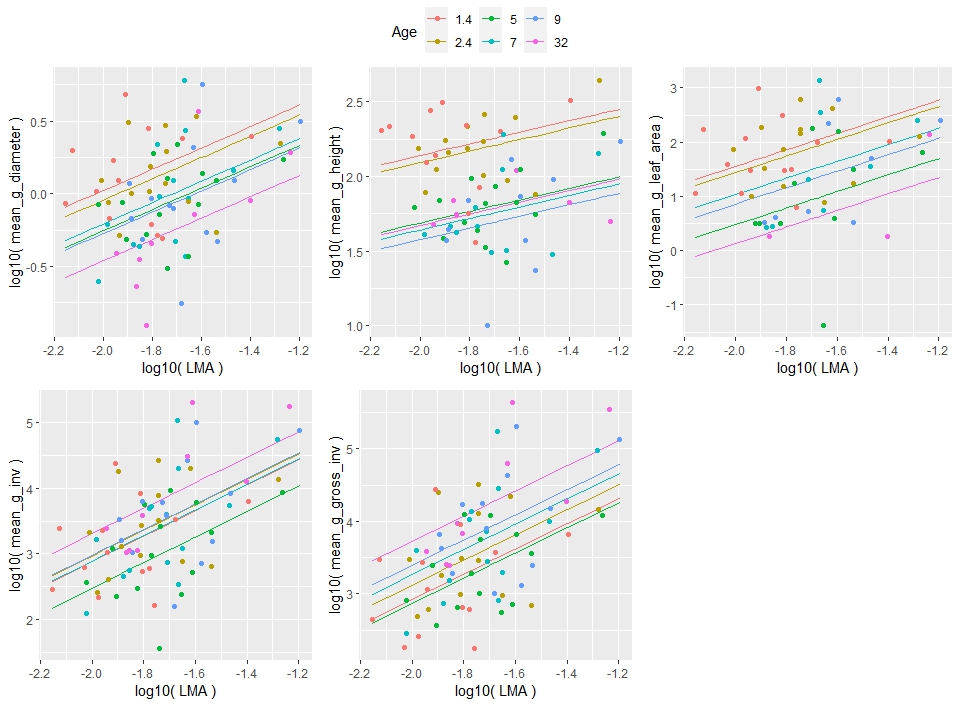 Age 1.4 5 9
2.4 7 32
log10( mean_g_diameter )
0.5
0.0
-0.5
-2.2 -2.0 -1.8 -1.6 -1.4 -1.2
log10( LMA )
log10( mean_g_height )
2.5
2.0
1.5
1.0
-2.2 -2.0 -1.8 -1.6 -1.4 -1.2
log10( LMA )
log10( mean_g_leaf_area )
3
2
1
0
-1
-2.2 -2.0 -1.8 -1.6 -1.4 -1.2
log10( LMA )
log10( mean_g_inv )
5
4
3
2
-2.2 -2.0 -1.8 -1.6 -1.4 -1.2
log10( LMA )
log10( mean_g_gross_inv )
5
4
3
-2.2 -2.0 -1.8 -1.6 -1.4 -1.2
log10( LMA )